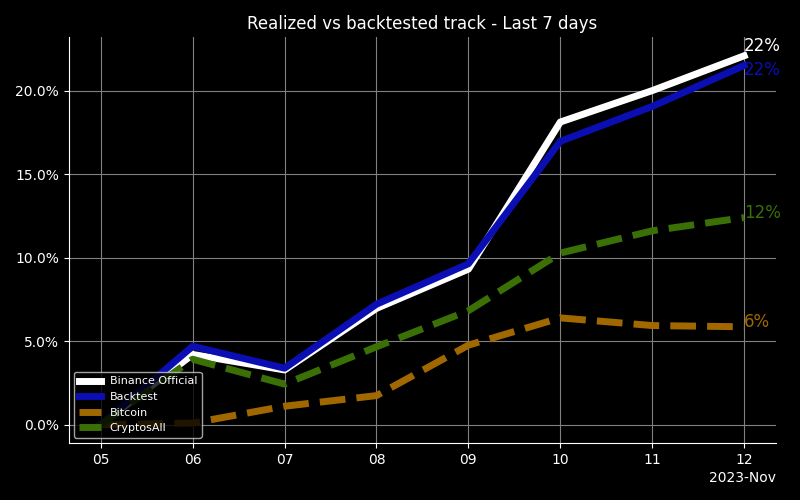 Realized vs backtested track - Last 7 days
22%
22%
20.0%
15.0%
12%
10.0%
6%
5.0%
Binance Official
Backtest
Bitcoin
CryptosAll
0.0%
05 06 07 08 09 10 11 12
2023-Nov